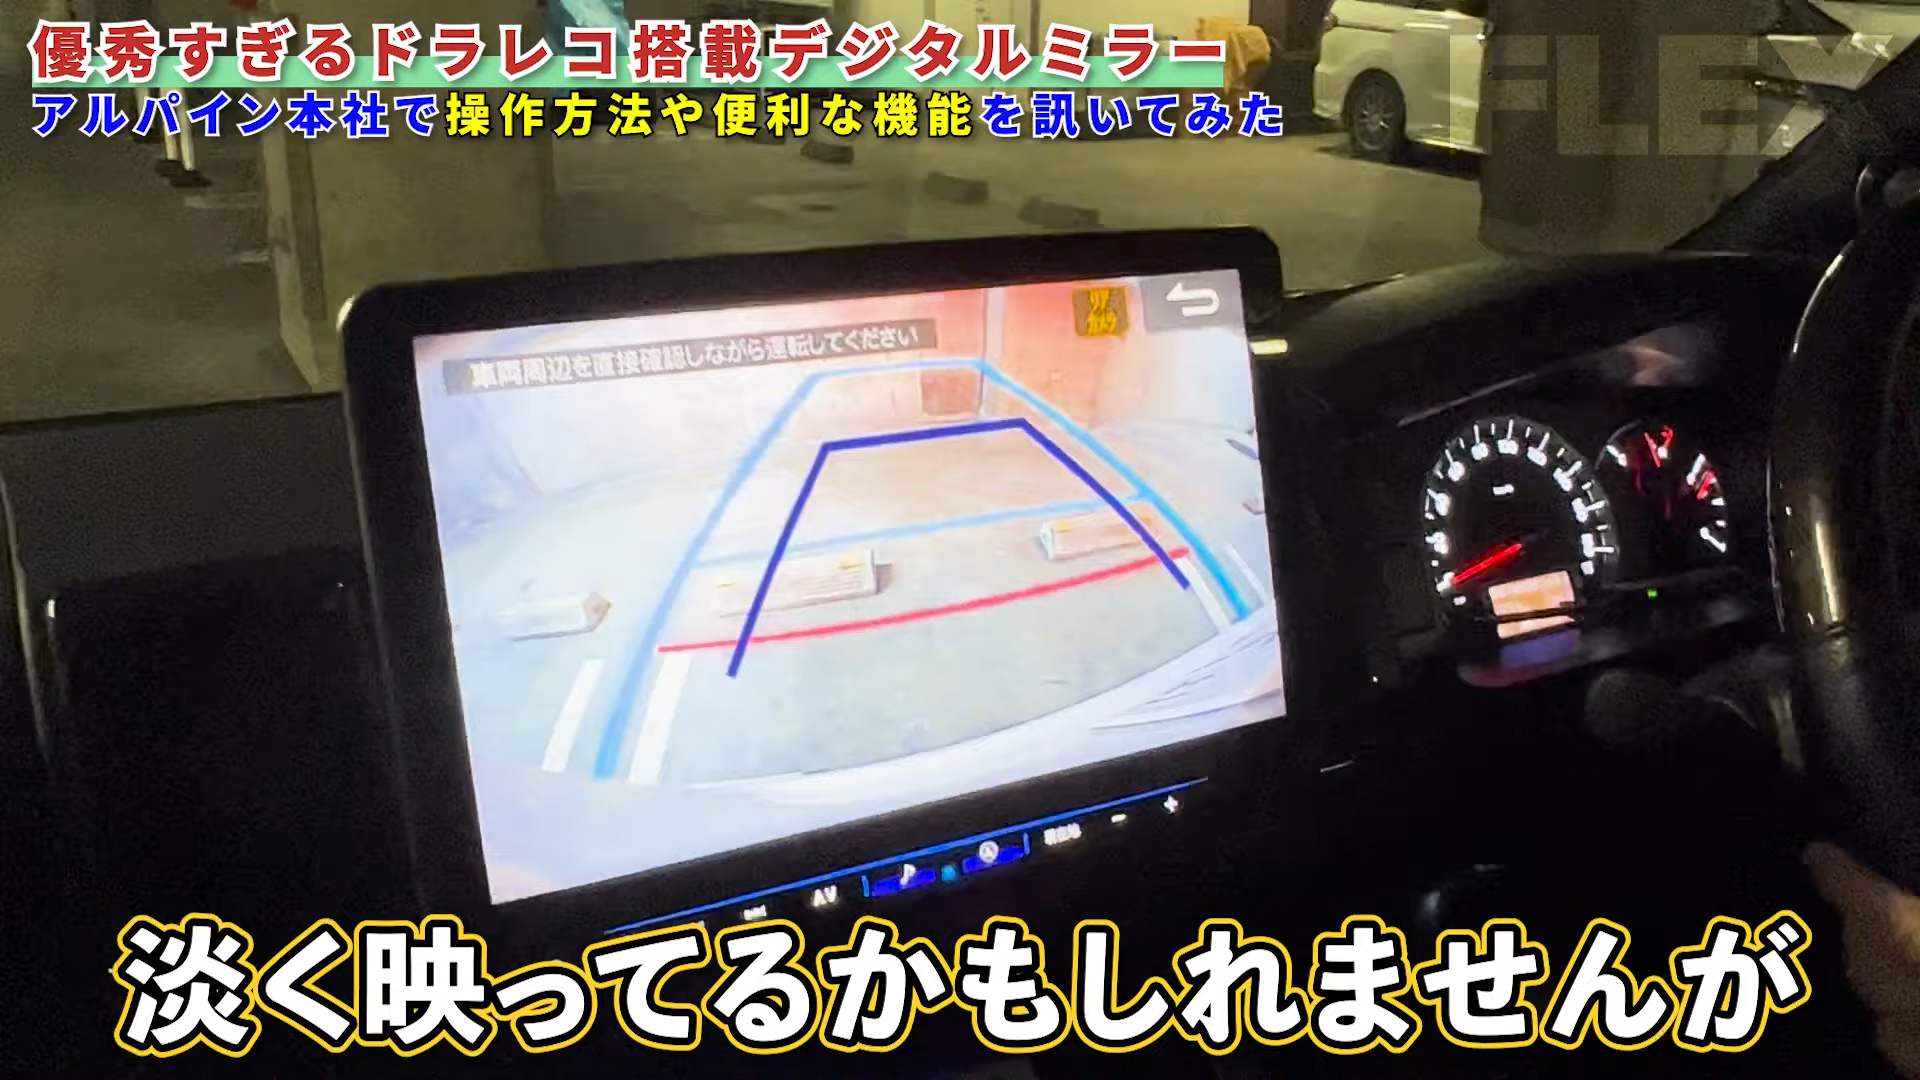 優秀すぎるドラレコ搭載デジタルミラー
アルパイン本社で操作方法や便利な機能を訊いてみた
FLEX
車両周辺を直接確認しながら運転してください
リア
カメラ
AV
現在地
淡く映ってるかもしれませんが